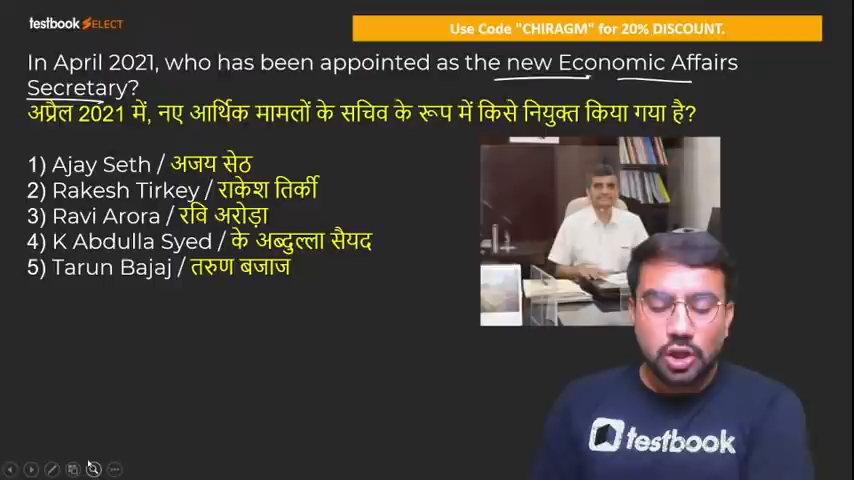 testbook SELECT
Use Code "CHIRAGM" for 20% DISCOUNT.
In April 2021, who has been appointed as the new Economic Affairs
Secretary?
अप्रैल 2021 में, नए आर्थिक मामलों के सचिव के रूप में किसे नियुक्त किया गया है?
1) Ajay Seth / अजय सेठ
2) Rakesh Tirkey / राकेश तिर्की
3) Ravi Arora / रवि अरोड़ा
4) K Abdulla Syed / के अब्दुल्ला सैयद
5) Tarun Bajaj / तरुण बजाज
testbook